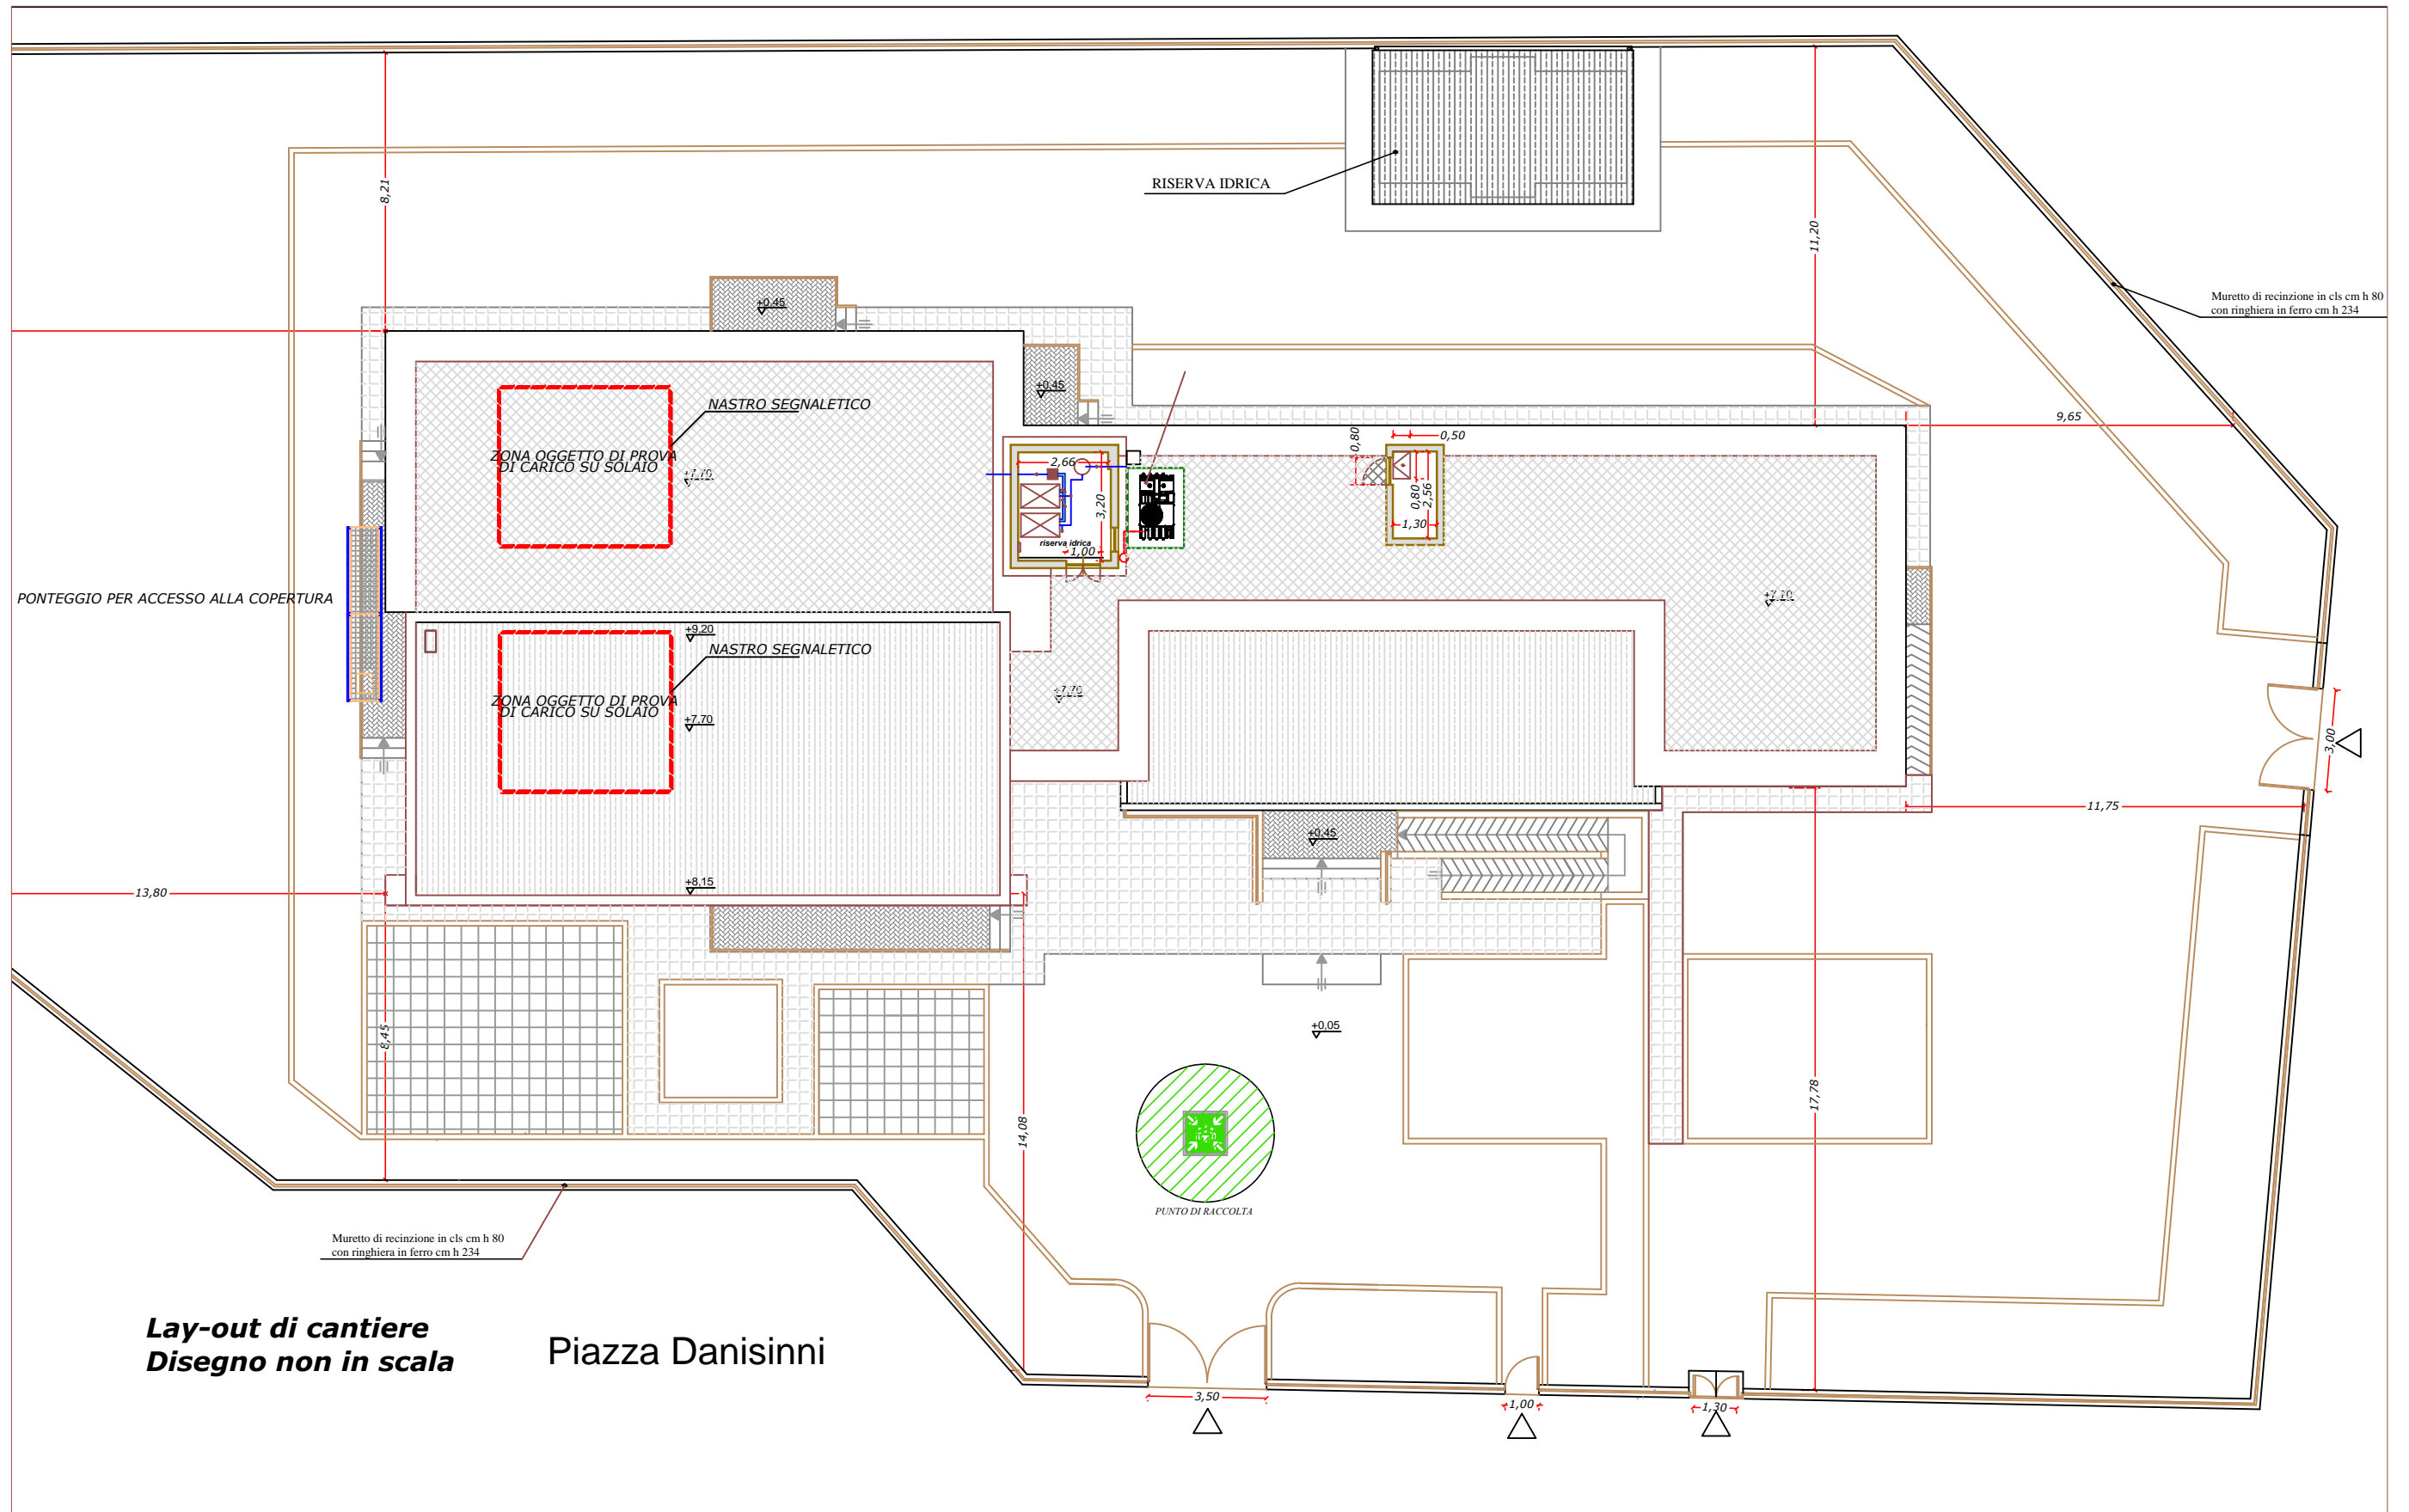 8,21
RISERVA IDRICA
11,20
Muretto di recinzione in cls cm h 80
con ringhiera in ferro cm h 234
+0,45
+0,45
9,65
NASTRO SEGNALETICO
0,80
0,50
ZONA OGGETTO DI PROVA
DI CARICO SU SOLAIO
+7,70
2,66
3,20
0,80
2,56
1,30
riserva idrica
1,00
PONTEGGIO PER ACCESSO ALLA COPERTURA
+7,70
+9,20
NASTRO SEGNALETICO
ZONA OGGETTO DI PROVA
DI CARICO SU SOLAIO
+7,70
+7,70
3,00
11,75
+0,45
+8,15
13,80
+0,05
8,45
14,08
17,78
PUNTO DI RACCOLTA
Muretto di recinzione in cls cm h 80
con ringhiera in ferro cm h 234
Lay-out di cantiere
Disegno non in scala
Piazza Danisinni
3,50
1,00
1,30